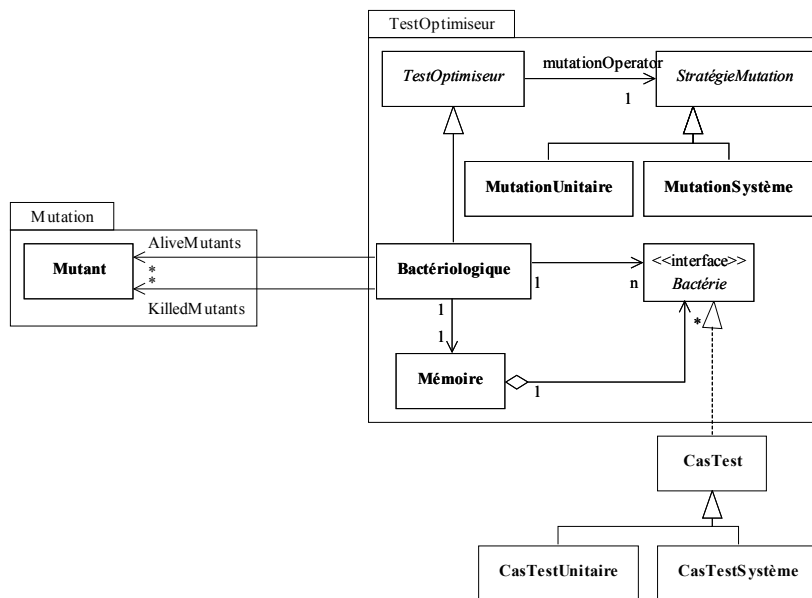 TestOptimiseur
TestOptimiseur
mutationOperator
1
StratégieMutation
MutationUnitaire
MutationSystème
Mutation
Mutant
AliveMutants
*
*
KilledMutants
Bactériologique
1
n
<<interface>>
Bactérie
1
1
*
Mémoire
1
CasTest
CasTestUnitaire
CasTestSystème